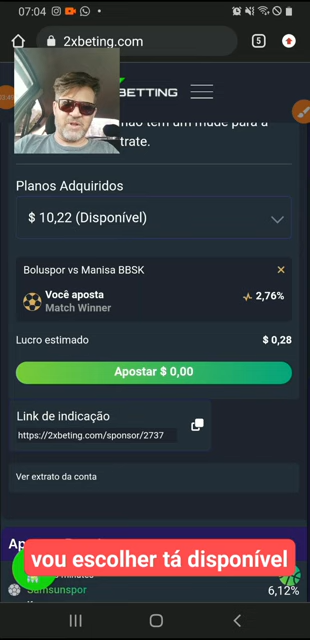 07:04
2xbeting.com
5
BETTING
não tem um mude para a
trate.
Planos Adquiridos
$ 10,22 (Disponível)
Boluspor vs Manisa BBSK
Você aposta
Match Winner
2,76%
Lucro estimado
$ 0,28
Apostar $ 0,00
Link de indicação
https://2xbeting.com/sponsor/2737
Ver extrato da conta
vou escolher tá disponível
minutos
Samsunspor
6,12%